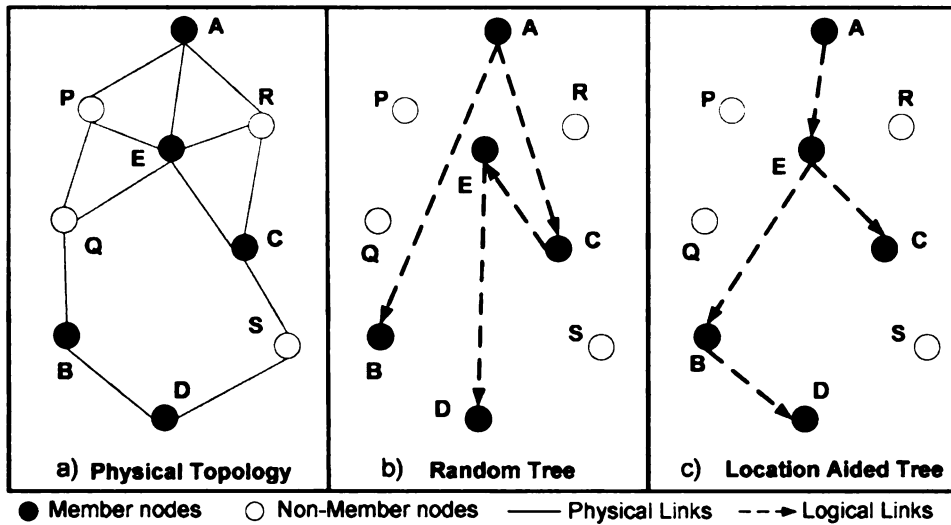 A
P
R
E
Q
C
S
B
D
a) Physical Topology
A
P
R
E
Q
C
S
B
D
b) Random Tree
A
P
R
E
Q
C
S
B
D
c) Location Aided Tree
Member nodes Non-Member nodes Physical Links Logical Links